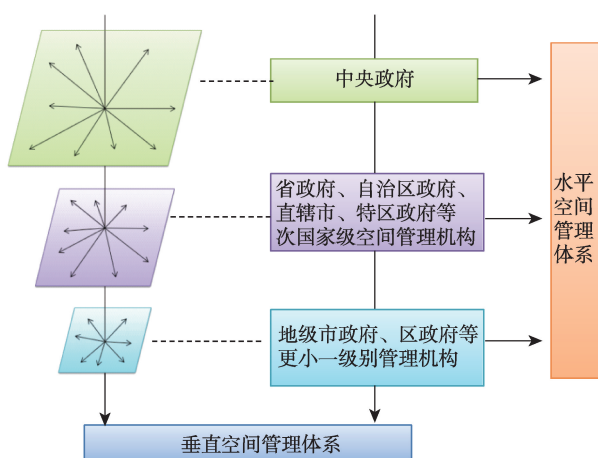 中央政府
省政府、自治区政府、
直辖市、特区政府等
次国家级空间管理机构
地级市政府、区政府等
更小一级别管理机构
水平
空间
管理
体系
垂直空间管理体系